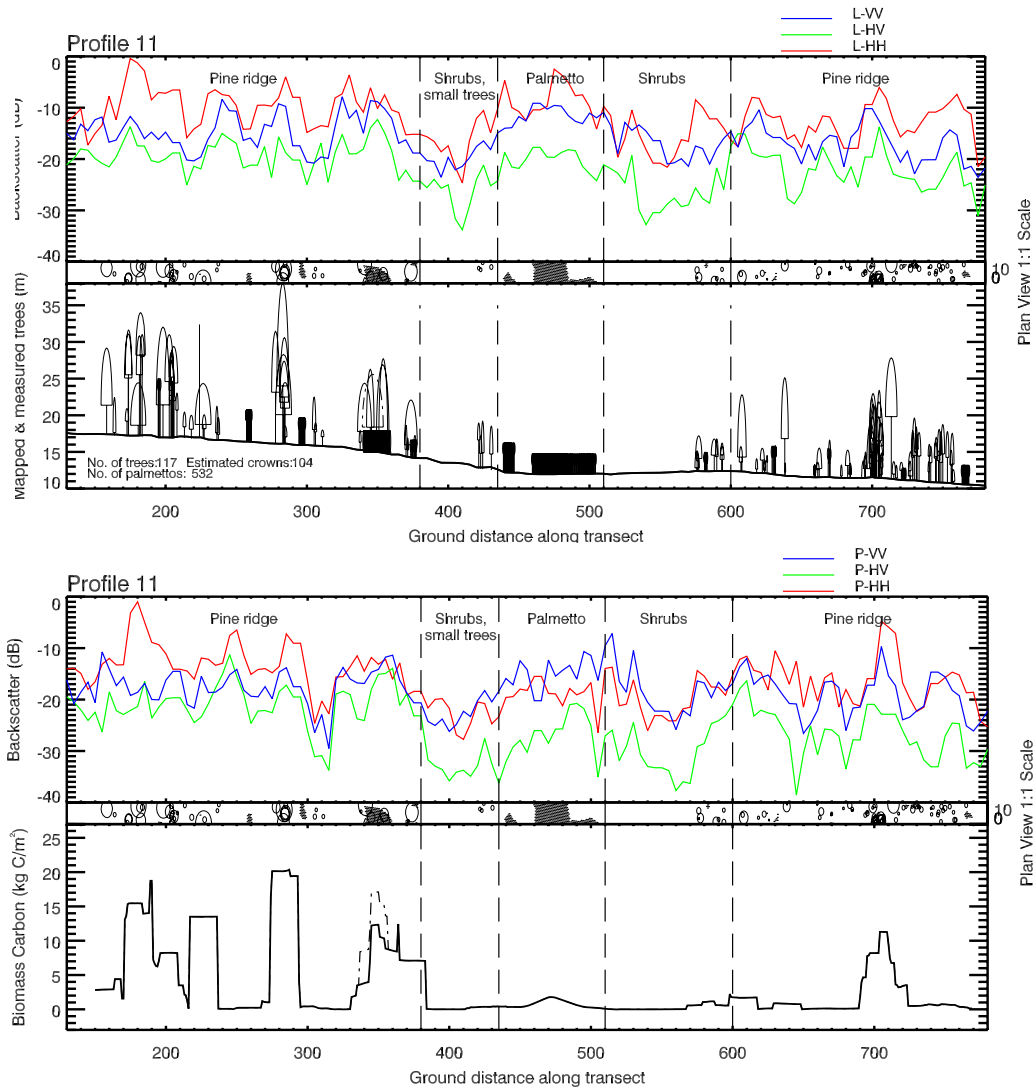 L-VV
L-HV
L-HH
Profile 11
Pine ridge
Shrubs,
small trees
Palmetto
Shrubs
Pine ridge
0
-10
-20
-30
-40
Backscatter (dB)
10
0
Plan View 1:1 Scale
Mapped & measured trees (m)
35
30
25
20
15
10
No. of trees:117 Estimated crowns:104
No. of palmettos: 532
200 300 400 500 600 700
Ground distance along transect
P-VV
P-HV
P-HH
Profile 11
Pine ridge
Shrubs,
small trees
Palmetto
Shrubs
Pine ridge
0
-10
-20
-30
-40
Backscatter (dB)
10
0
Plan View 1:1 Scale
Biomass Carbon (kg C/m²)
25
20
15
10
5
0
200 300 400 500 600 700
Ground distance along transect